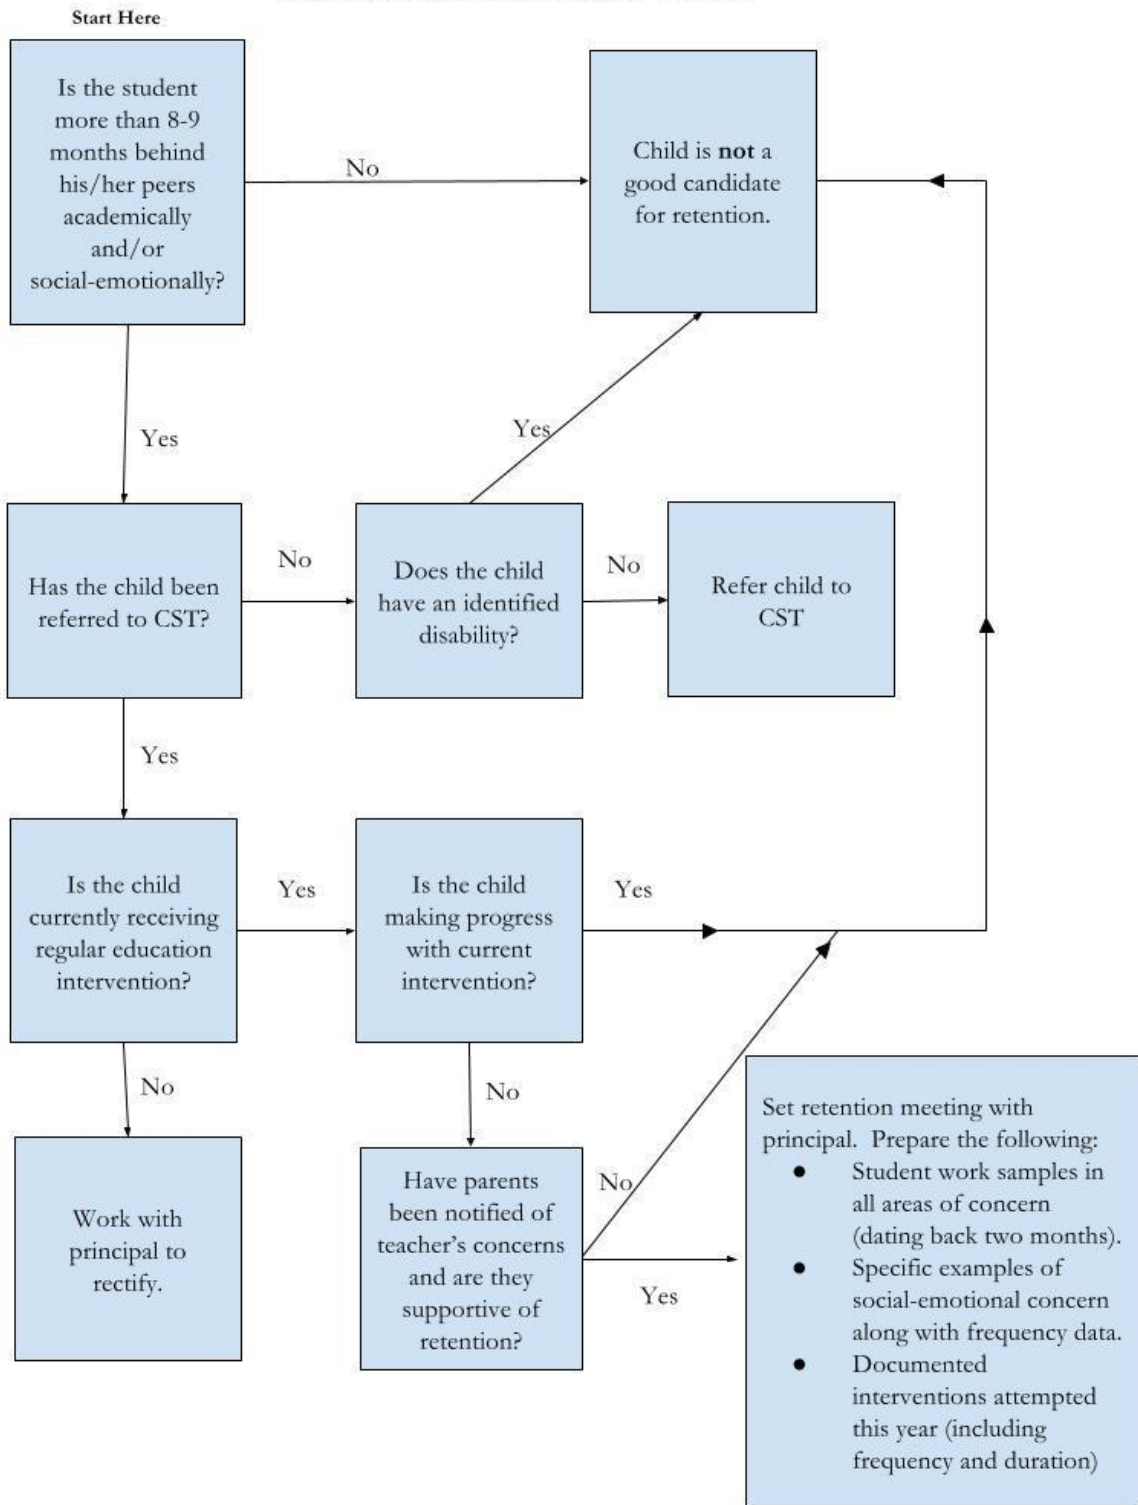 Start Here
Is the student
more than 8-9
months behind
his/her peers
academically
and/or
social-emotionally?
No
Child is not a
good candidate
for retention.
Yes
Yes
Has the child been
referred to CST?
No
Does the child
have an identified
disability?
No
Refer child to
CST
Yes
Is the child
currently receiving
regular education
intervention?
Yes
Is the child
making progress
with current
intervention?
Yes
No
No
Work with
principal to
rectify.
Have parents
been notified of
teacher's concerns
and are they
supportive of
retention?
No
Yes
Set retention meeting with
principal. Prepare the following:
● Student work samples in
all areas of concern
(dating back two months).
● Specific examples of
social-emotional concern
along with frequency data.
● Documented
interventions attempted
this year (including
frequency and duration)